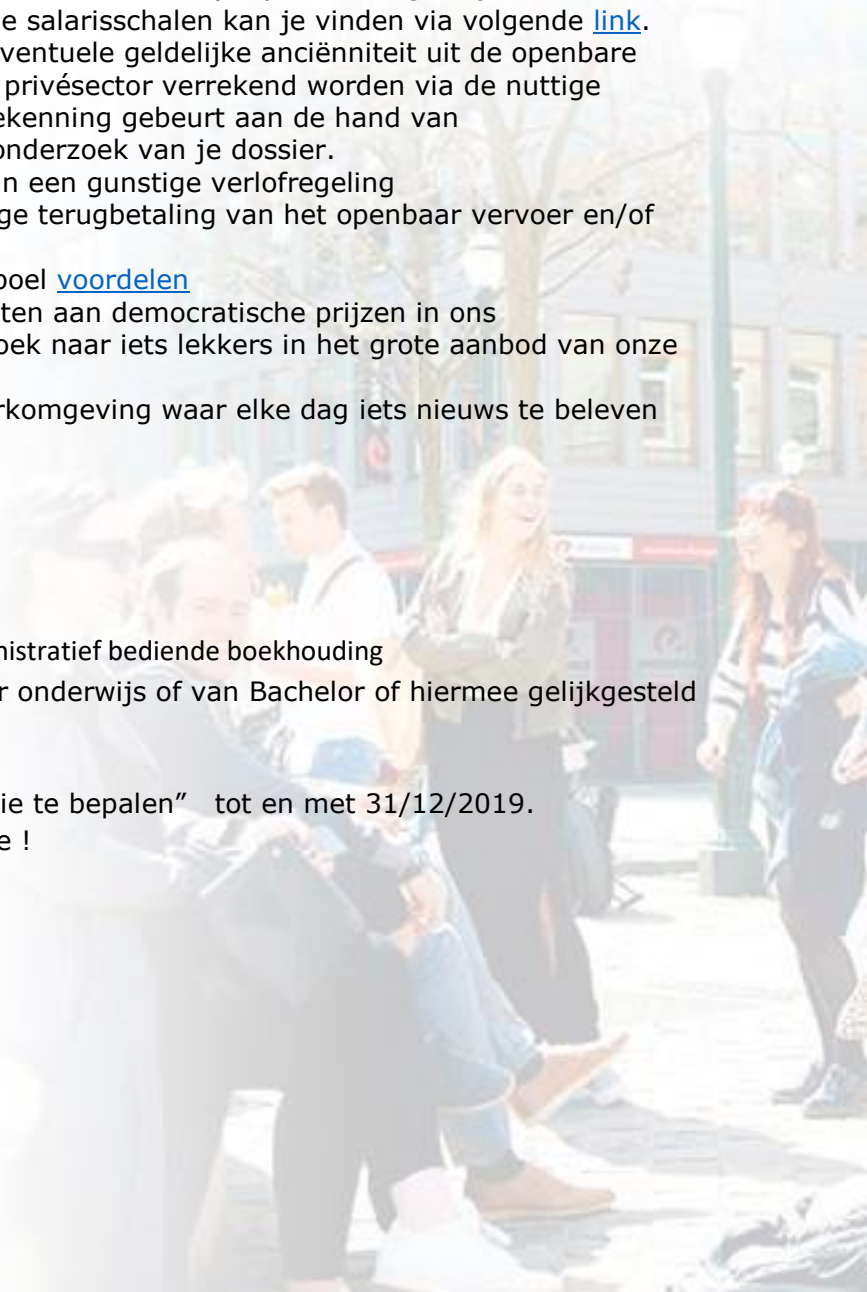 e salarisschalen kan je vinden via volgende link.
ventuele geldelijke anciënniteit uit de openbare
privésector verrekend worden via de nuttige
ekenning gebeurt aan de hand van
onderzoek van je dossier.
n een gunstige verlofregeling
ge terugbetaling van het openbaar vervoer en/of
boel voordelen
ten aan democratische prijzen in ons
oek naar iets lekkers in het grote aanbod van onze
rkomgeving waar elke dag iets nieuws te beleven
nistratief bediende boekhouding
r onderwijs of van Bachelor of hiermee gelijkgesteld
ie te bepalen” tot en met 31/12/2019.
e !